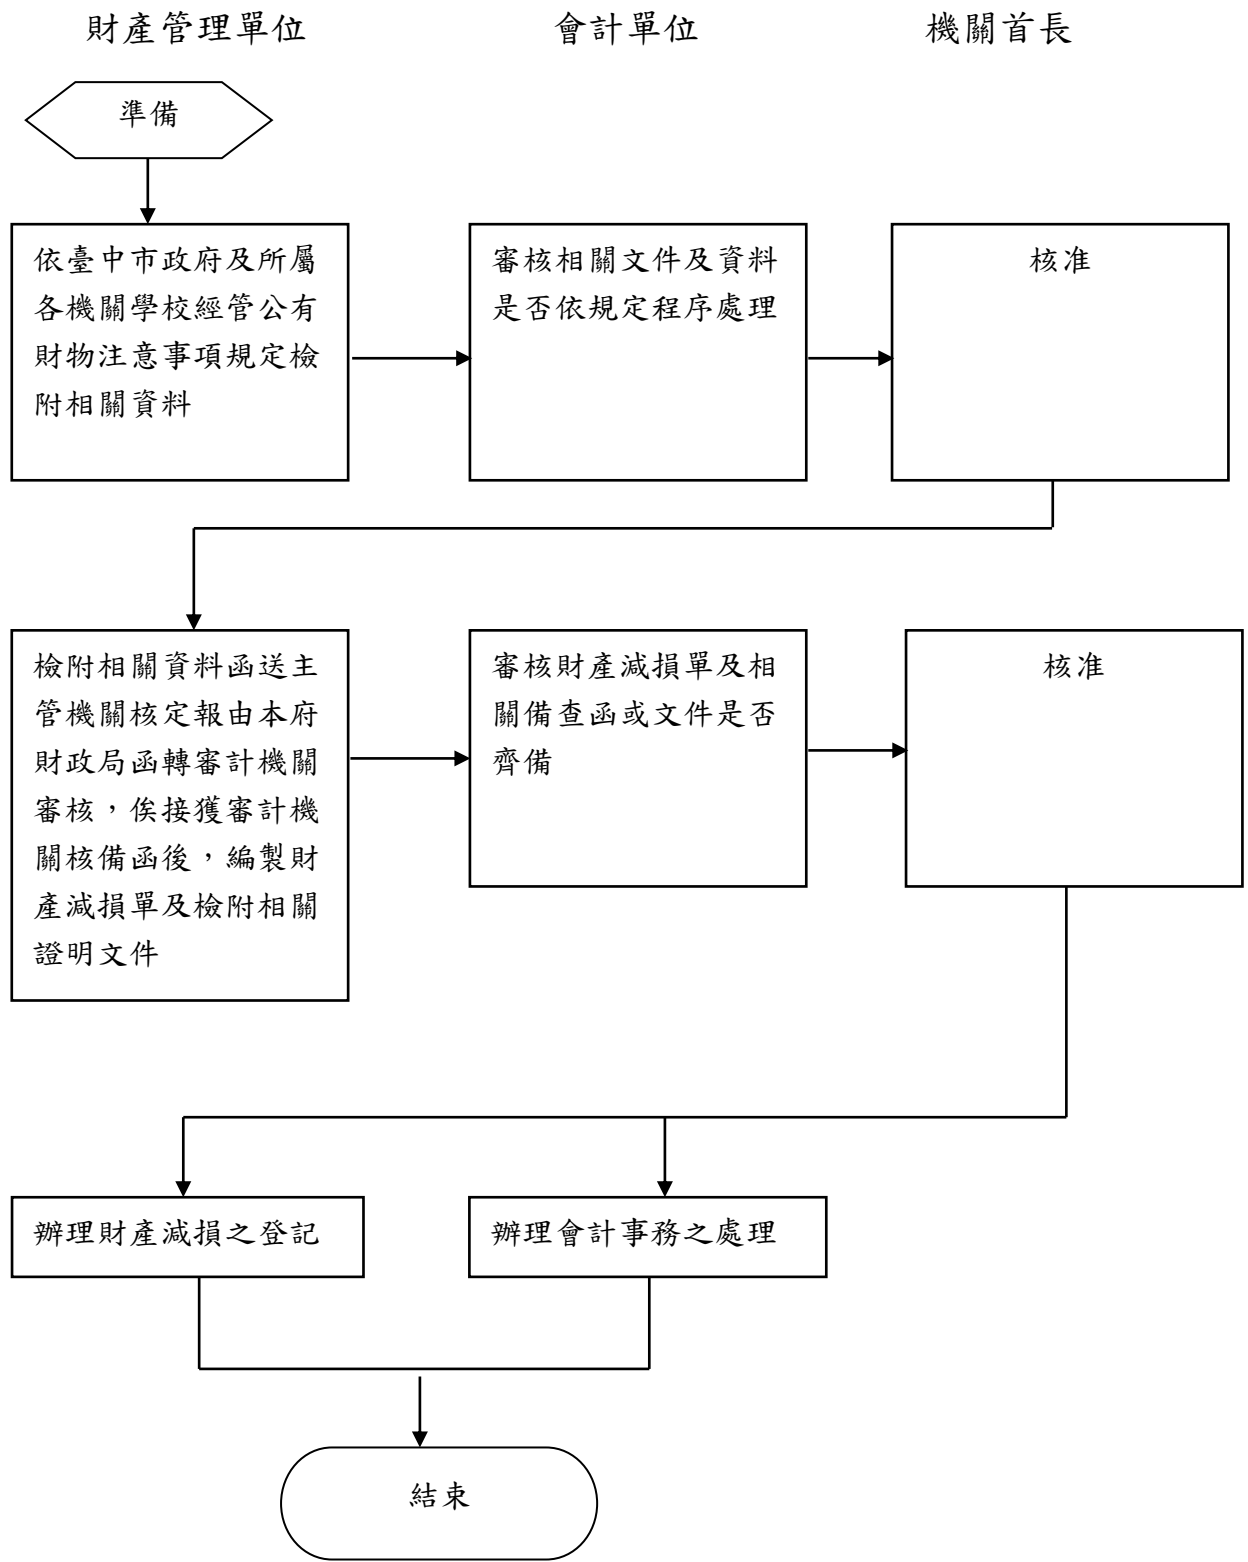 財產管理單位
會計單位
機關首長
準備
依臺中市政府及所屬
各機關學校經管公有
財物注意事項規定檢
附相關資料
審核相關文件及資料
是否依規定程序處理
核准
檢附相關資料函送主
管機關核定報由本府
財政局函轉審計機關
審核，俟接獲審計機
關核備函後，編製財
產減損單及檢附相關
證明文件
審核財產減損單及相
關備查函或文件是否
齊備
核准
辦理財產減損之登記
辦理會計事務之處理
結束